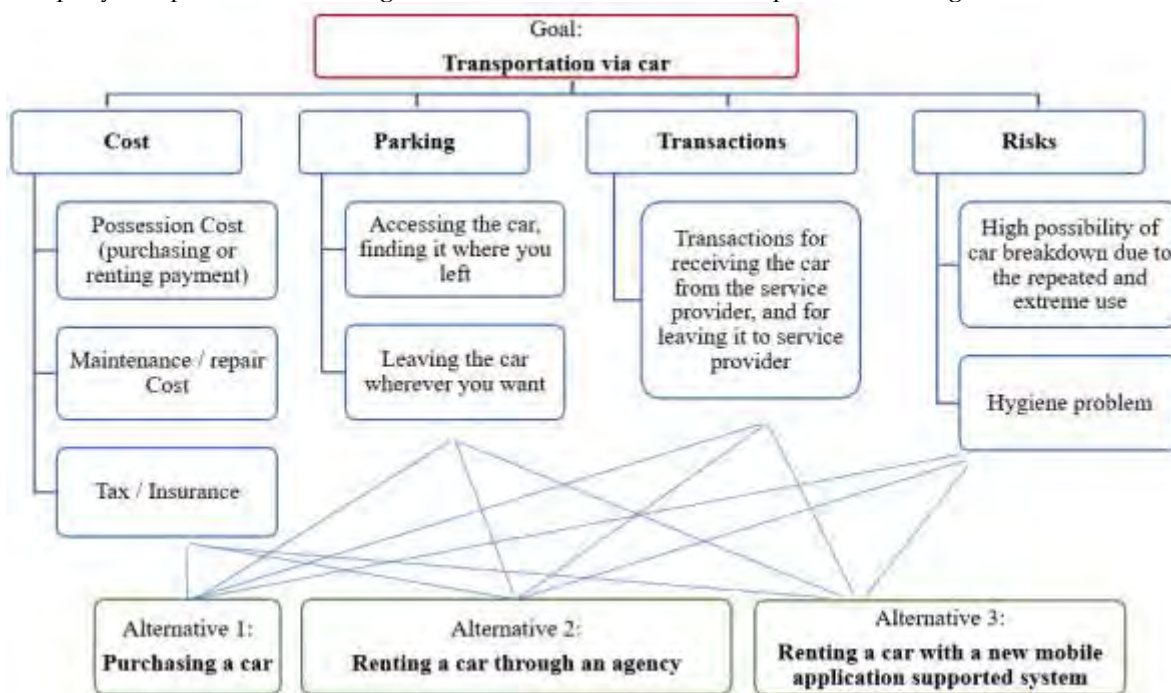 Goal:
Transportation via car
Cost
Parking
Transactions
Risks
Possession Cost
(purchasing or
renting payment)
Maintenance / repair
Cost
Tax / Insurance
Accessing the car,
finding it where you
left
Leaving the car
wherever you want
Transactions for
receiving the car
from the service
provider, and for
leaving it to service
provider
High possibility of
car breakdown due to
the repeated and
extreme use
Hygiene problem
Alternative 1:
Purchasing a car
Alternative 2:
Renting a car through an agency
Alternative 3:
Renting a car with a new mobile
application supported system